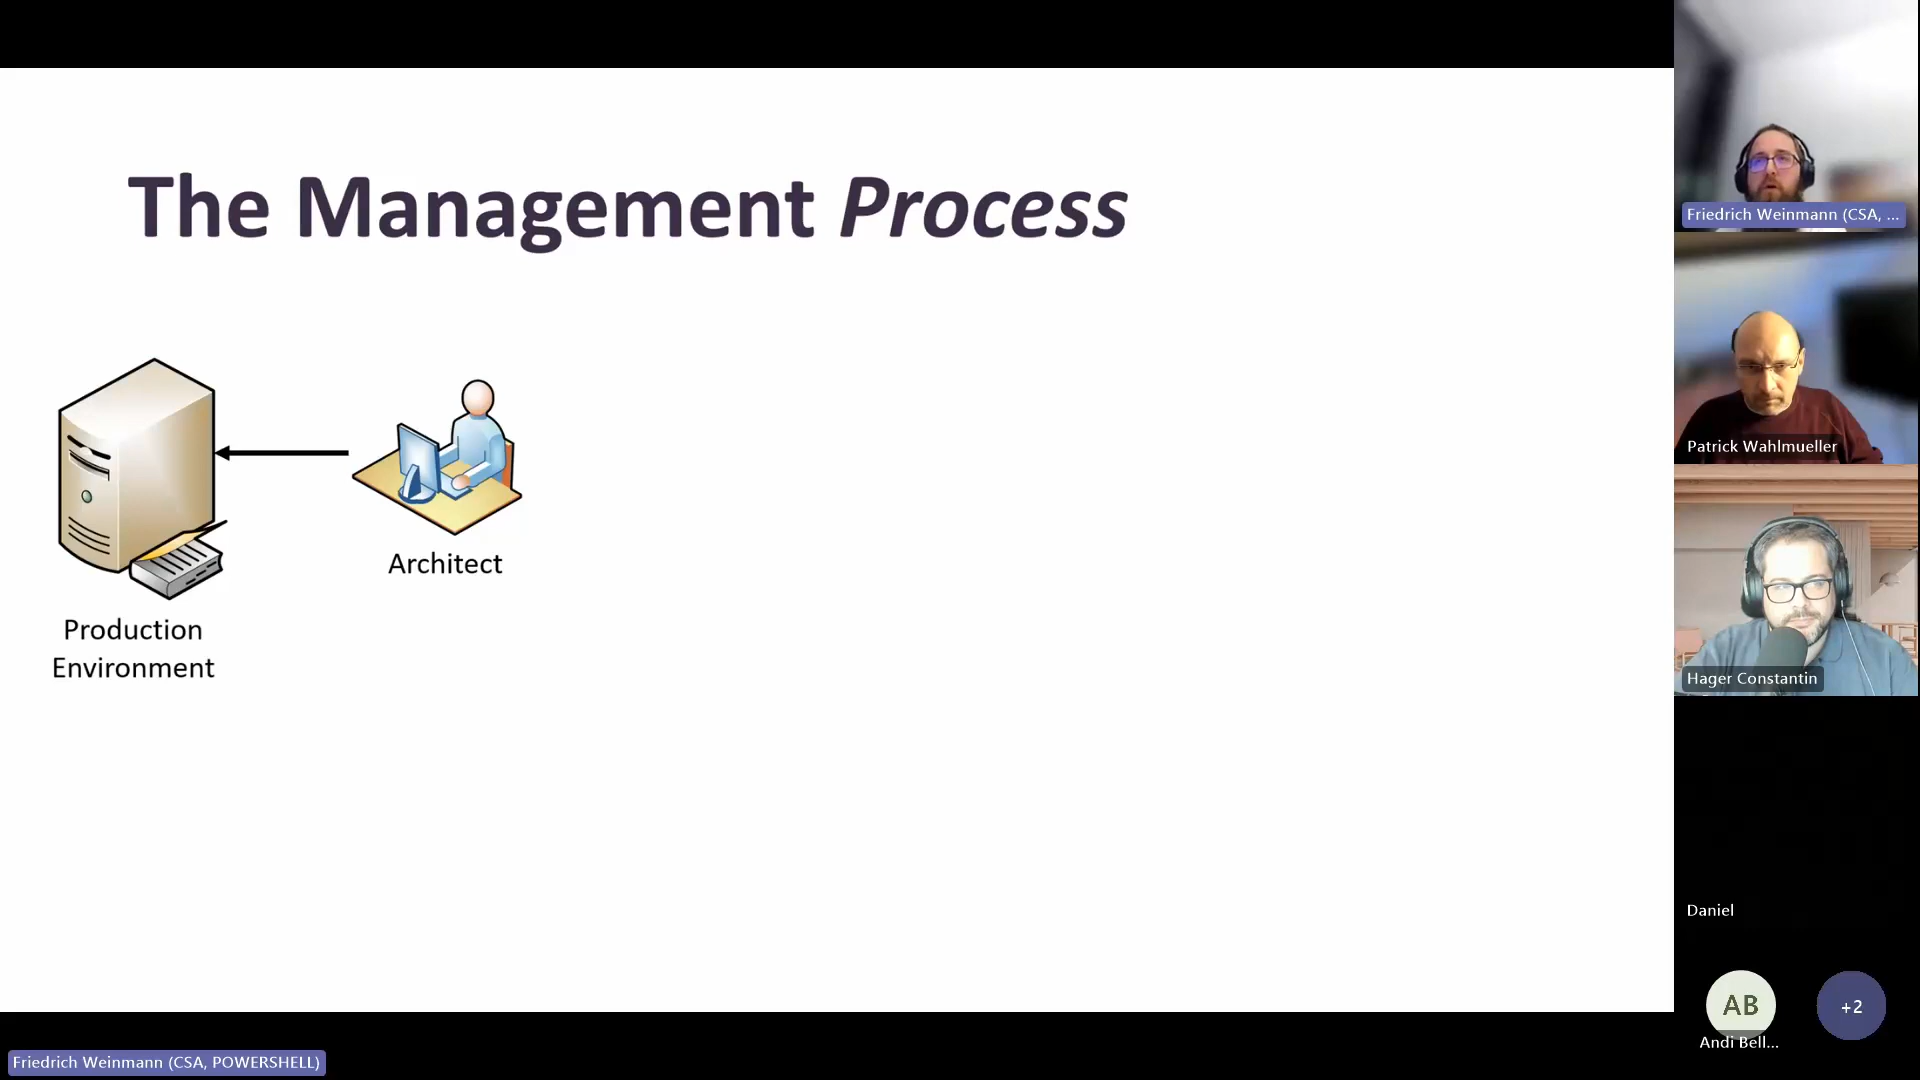 The Management Process
Architect
Production
Environment
Friedrich Weinmann (CSA, ...
Patrick Wahlmueller
Hager Constantin
Daniel
AB
+2
Andi Bell...
Friedrich Weinmann (CSA, POWERSHELL)